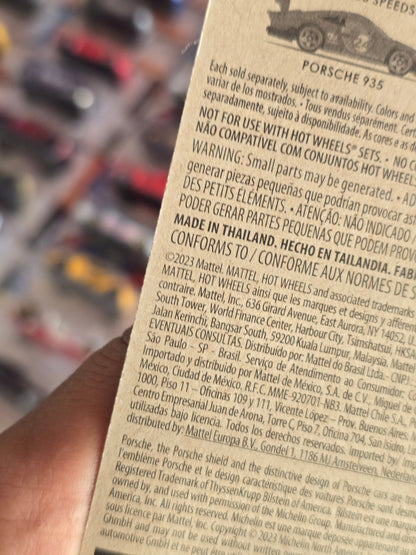 SPEEDS
PORSCHE 935
Each sold separately, subject to availability. Colors and
variar de los mostrados. • Tous vendus séparément. Coul
separadamente, sujeito à disponibilidade. As cores e as de
NOT FOR USE WITH HOT WHEELS® SETS. • NO C
NÃO COMPATÍVEL COM CONJUNTOS HOT WHEEL
WARNING: Small parts may be generated. • AD
generar piezas pequeñas que podrían provocar as
DES PETITS ÉLÉMENTS. • ATENÇÃO: NÃO INDICADO
PODER GERAR PARTES PEQUENAS QUE PODEM PROVO
MADE IN THAILAND. HECHO EN TAILANDIA. FAB
CONFORMS TO / CONFORME AUX NORMES DE S
©2023 Mattel. MATTEL, HOT WHEELS and associated trademarks
MATTEL, HOT WHEELS ainsi que les marques et designs y affére
contraire. Mattel, Inc., 636 Girard Avenue, East Aurora, NY 14052, U.
South Tower, World Finance Center, Harbour City, Tsimshatsui, HK
Jalan Kerinchi, Bangsar South, 59200 Kuala Lumpur, Malaysia. Mattel
EVENTUAIS CONSULTAS. Distribuído por: Mattel do Brasil Ltda.- CNPJ
São Paulo - SP - Brasil. Serviço de Atendimento ao Consumidor:
Importado y distribuido por Mattel de México, S.A. de C.V., Miguel de
México, Ciudad de México. R.F.C. MME-920701-NB3. Mattel Chile S.A.,
1000, Piso 11 – Oficinas 109 y 111, Vicente López – Prov. Buenos Aires.
Centro Empresarial Juan de Arona, Torre C, Piso 7, Oficina 704, San Isidro,
utilizadas bajo licencia. Todos los derechos reservados. Imported by/
distributed by: Mattel Europa B.V., Gondel 1, 1186 MJ Amstelveen, Nederla
Porsche, the Porsche shield and the distinctive design of Porsche cars are
l'emblème Porsche et le design caractéristique des voitures Porsche sont
Registered Trademark of ThyssenKrupp Bilstein of America. Bilstein est une
owned by, and used with permission of the Michelin Group. Manufactured
America, Inc. All rights reserved. Michelin est une marque déposée appartenant
sous licence par Mattel, Inc. Copyright © 2023 Michelin
GmbH and may not be used without
automotive GmbH et ne peut être